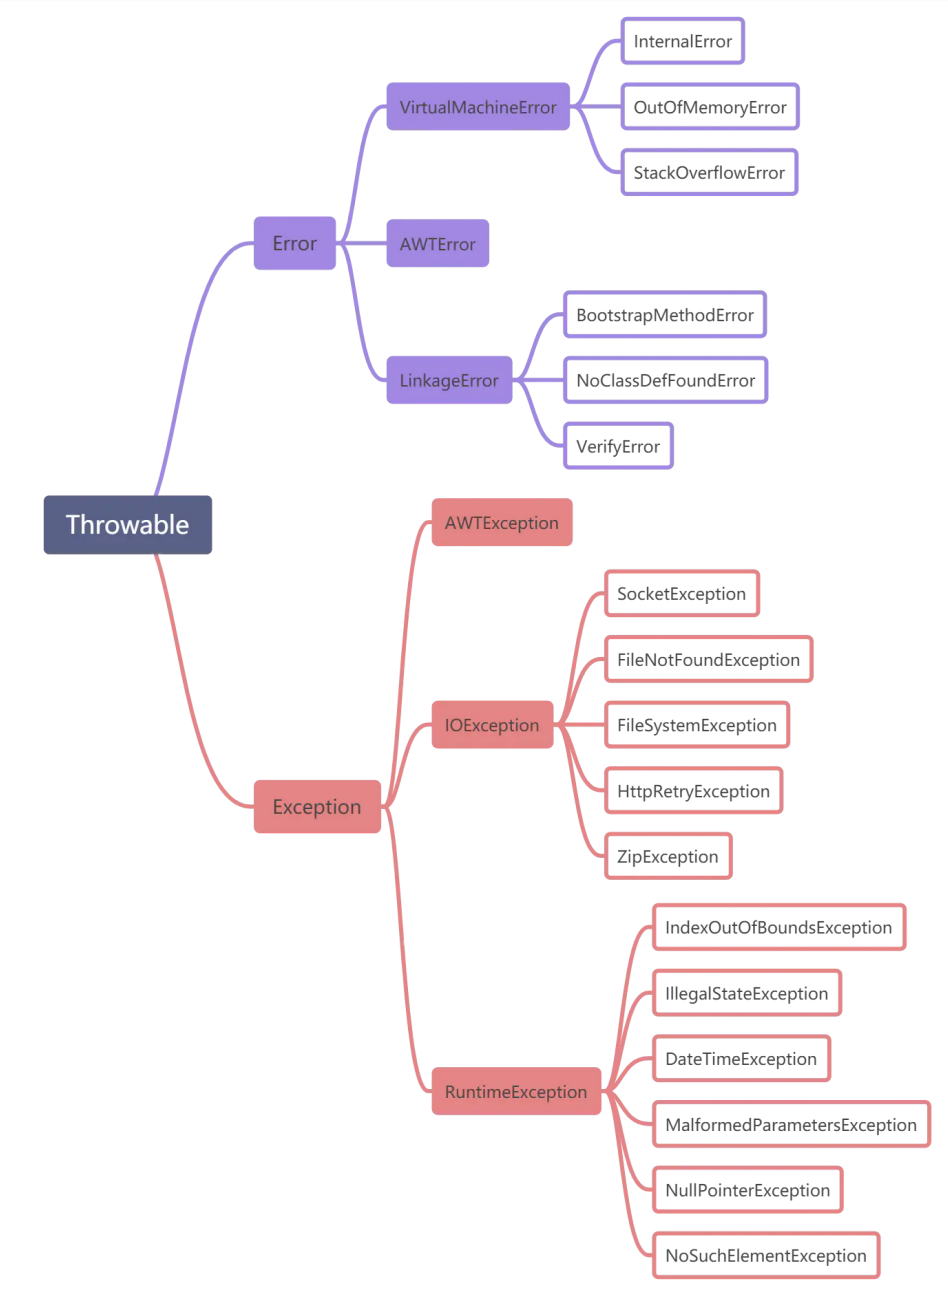 InternalError
VirtualMachineError
OutOfMemoryError
StackOverflowError
Error
AWTError
BootstrapMethodError
LinkageError
NoClassDefFoundError
VerifyError
Throwable
AWTException
SocketException
FileNotFoundException
IOException
FileSystemException
HttpRetryException
Exception
ZipException
IndexOutOfBoundsException
IllegalStateException
DateTimeException
RuntimeException
MalformedParametersException
NullPointerException
NoSuchElementException